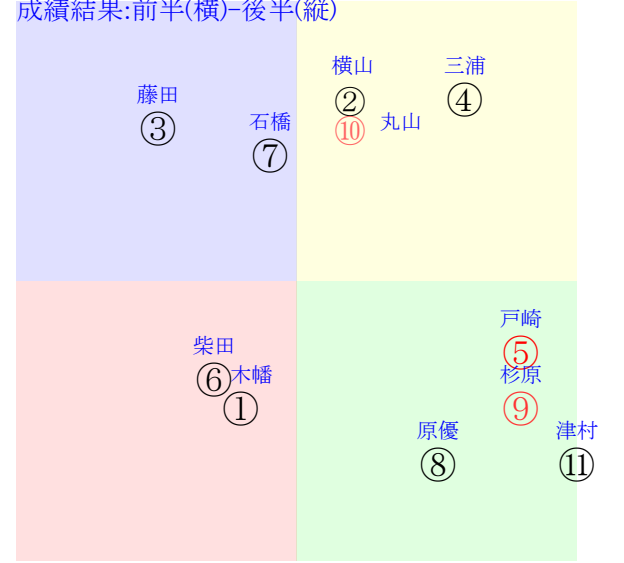 成績結果:前半(横)-後半(縦)
横山
三浦
藤田
②
④
石橋
⑩
丸山
③
⑦
戸崎
柴田
⑤
⑥
木幡
杉原
①
⑨
原優
津村
⑧
⑪